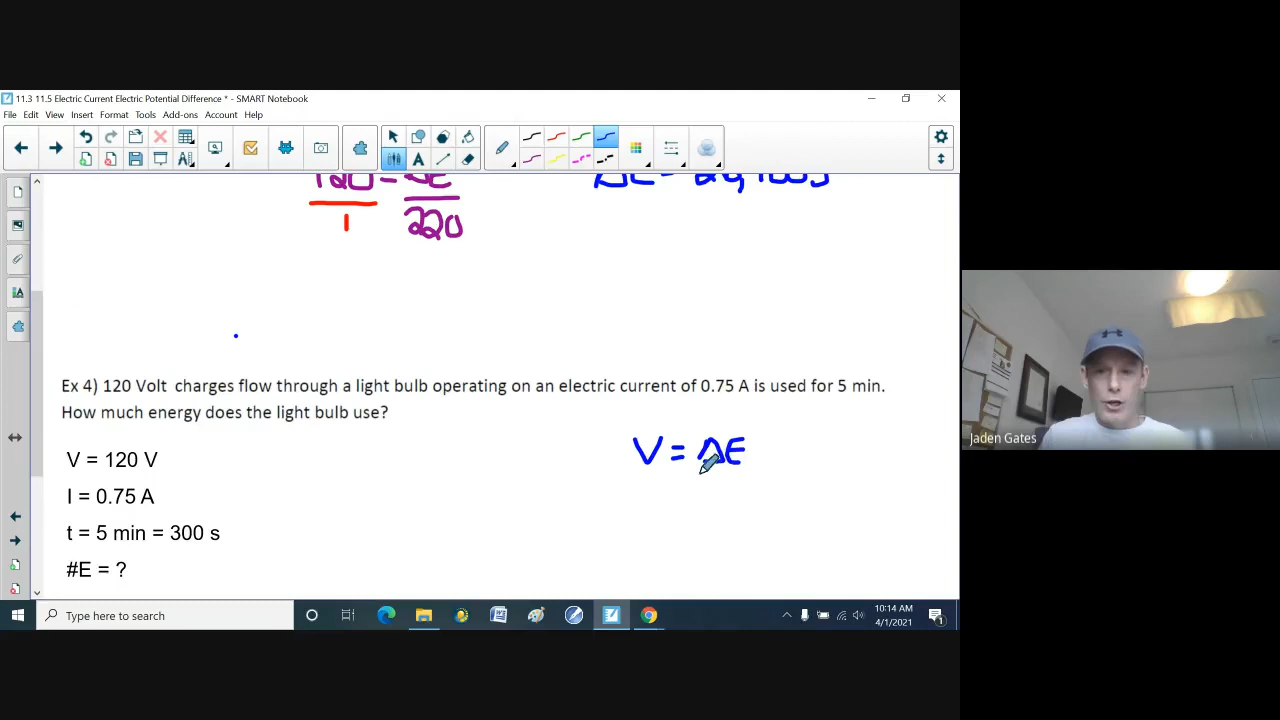 11.3 11.5 Electric Current Electric Potential Difference * - SMART Notebook
File Edit View Insert Format Tools Add-ons Account Help
120 = ΔE
1 220
Ex 4) 120 Volt charges flow through a light bulb operating on an electric current of 0.75 A is used for 5 min.
How much energy does the light bulb use?
V = ΔE
V = 120 V
I = 0.75 A
t = 5 min = 300 s
#E = ?
Jaden Gates
Type here to search
10:14 AM
4/1/2021